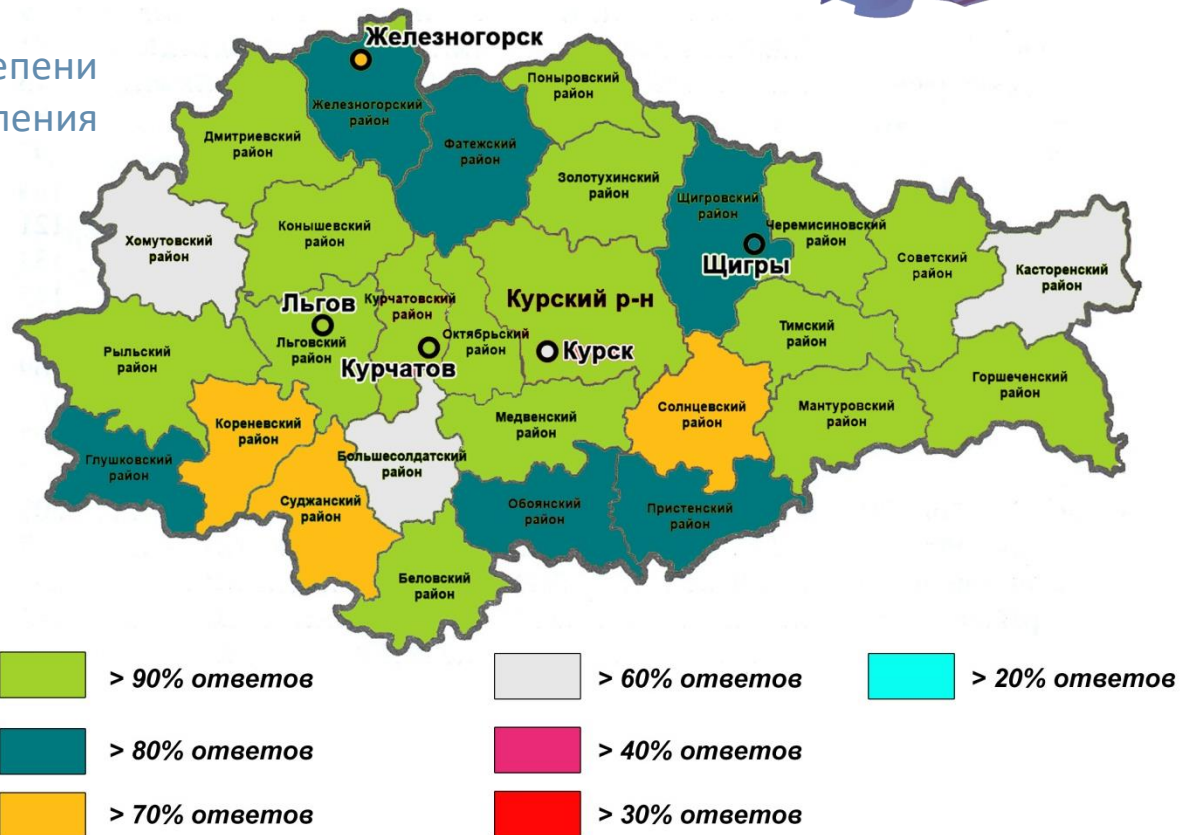 епени
ления
Железногорск
Поныровский
район
Железногорский
район
Дмитриевский
район
Фатежский
район
Золотухинский
район
Щигровский
район
Конышевский
район
Черемисиновский
район
Хомутовский
район
Щигры
Советский
район
Касторенский
район
Льгов
Курчатовский
район
Курский р-н
Октябрьский
район
Тимский
район
Льговский
район
Рыльский
район
Курчатов
Курск
Горшеченский
район
Солнцевский
район
Мантуровский
район
Медвенский
район
Кореневский
район
Большесолдатский
район
Глушковский
район
Суджанский
район
Обоянский
район
Пристенский
район
Беловский
район
> 90% ответов
> 80% ответов
> 70% ответов
> 60% ответов
> 40% ответов
> 30% ответов
> 20% ответов